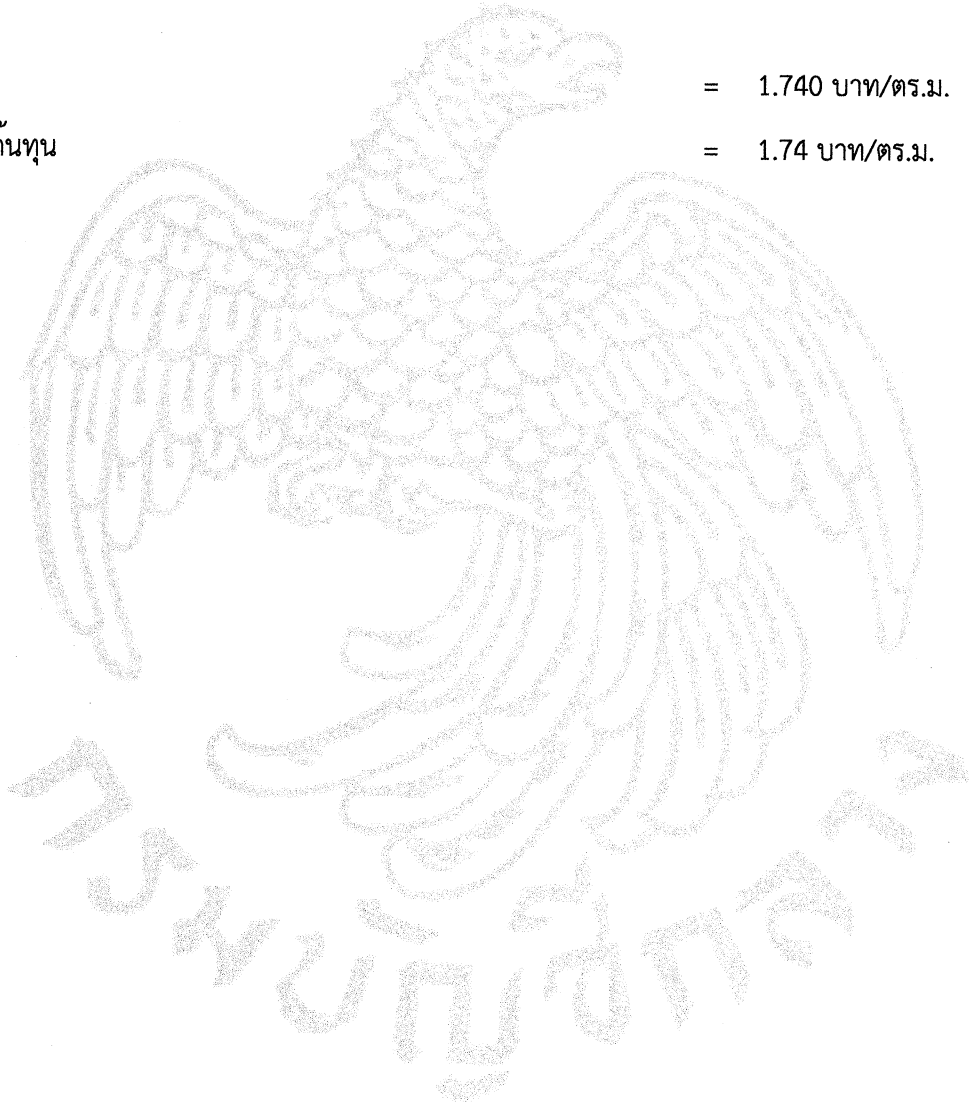 = 1.740 บาท/ตร.ม.
้นทุน = 1.74 บาท/ตร.ม.
กรมบัญชีกลาง